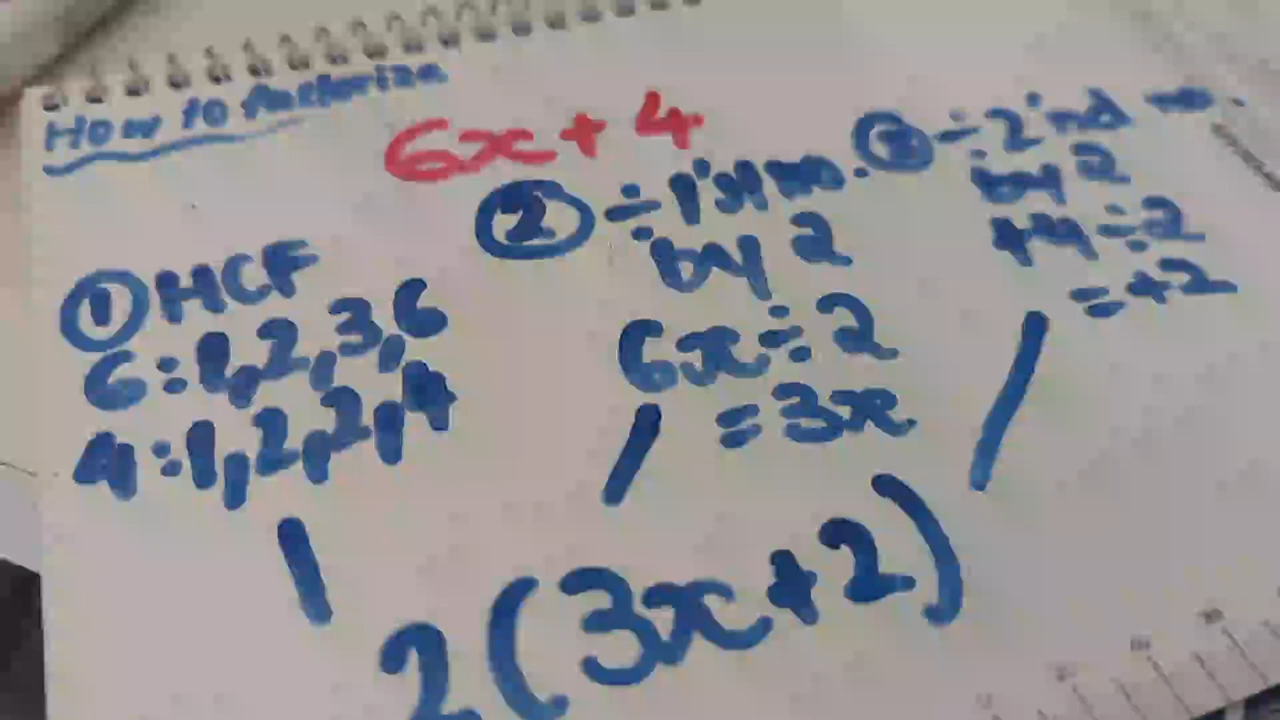 How to factorize
6x + 4
① HCF
6:1,2,3,6
4:1,2,2,4
② ÷ 1st no.
by 2
6x÷2
=3x
③ ÷2nd no.
by 2
+4÷2
=+2
2(3x+2)